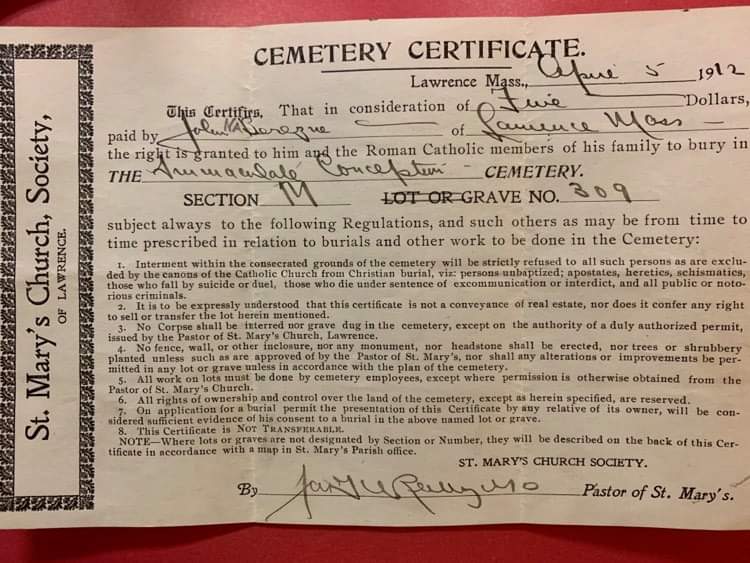 St. Mary's Church, Society,
OF LAWRENCE.
CEMETERY CERTIFICATE.
Lawrence Mass., April 5 1912
This Certifies, That in consideration of Five Dollars,
paid by John of Lawrence Mass
the right is granted to him and the Roman Catholic members of his family to bury in
THE Immaculate Conception CEMETERY.
SECTION M LOT OR GRAVE NO. 309
subject always to the following Regulations, and such others as may be from time to
time prescribed in relation to burials and other work to be done in the Cemetery:
1. Interment within the consecrated grounds of the cemetery will be strictly refused to all such persons as are exclu-
ded by the canons of the Catholic Church from Christian burial, viz: persons unbaptized; apostates, heretics, schismatics,
those who fall by suicide or duel, those who die under sentence of excommunication or interdict, and all public or noto-
rious criminals.
2. It is to be expressly understood that this certificate is not a conveyance of real estate, nor does it confer any right
to sell or transfer the lot herein mentioned.
3. No Corpse shall be interred nor grave dug in the cemetery, except on the authority of a duly authorized permit,
issued by the Pastor of St. Mary's Church, Lawrence.
4. No fence, wall, or other inclosure, nor any monument, nor headstone shall be erected, nor trees or shrubbery
planted unless such as are approved of by the Pastor of St. Mary's, nor shall any alterations or improvements be per-
mitted in any lot or grave unless in accordance with the plan of the cemetery.
5. All work on lots must be done by cemetery employees, except where permission is otherwise obtained from the
Pastor of St. Mary's Church.
6. All rights of ownership and control over the land of the cemetery, except as herein specified, are reserved.
7. On application for a burial permit the presentation of this Certificate by any relative of its owner, will be con-
sidered sufficient evidence of his consent to a burial in the above named lot or grave.
8. This Certificate is NOT TRANSFERABLE.
NOTE—Where lots or graves are not designated by Section or Number, they will be described on the back of this Cer-
tificate in accordance with a map in St. Mary's Parish office.
ST. MARY'S CHURCH SOCIETY.
By Pastor of St. Mary's.